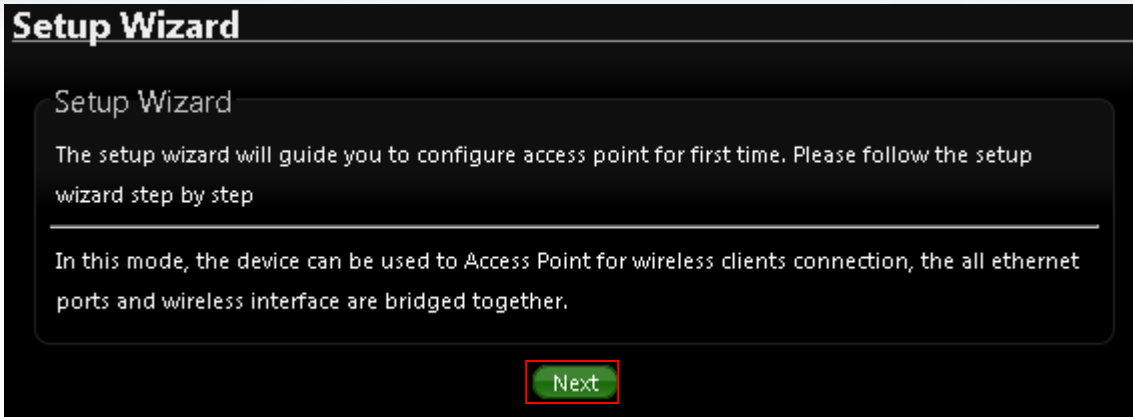 Setup Wizard
Setup Wizard
The setup wizard will guide you to configure access point for first time. Please follow the setup
wizard step by step
In this mode, the device can be used to Access Point for wireless clients connection, the all ethernet
ports and wireless interface are bridged together.
Next